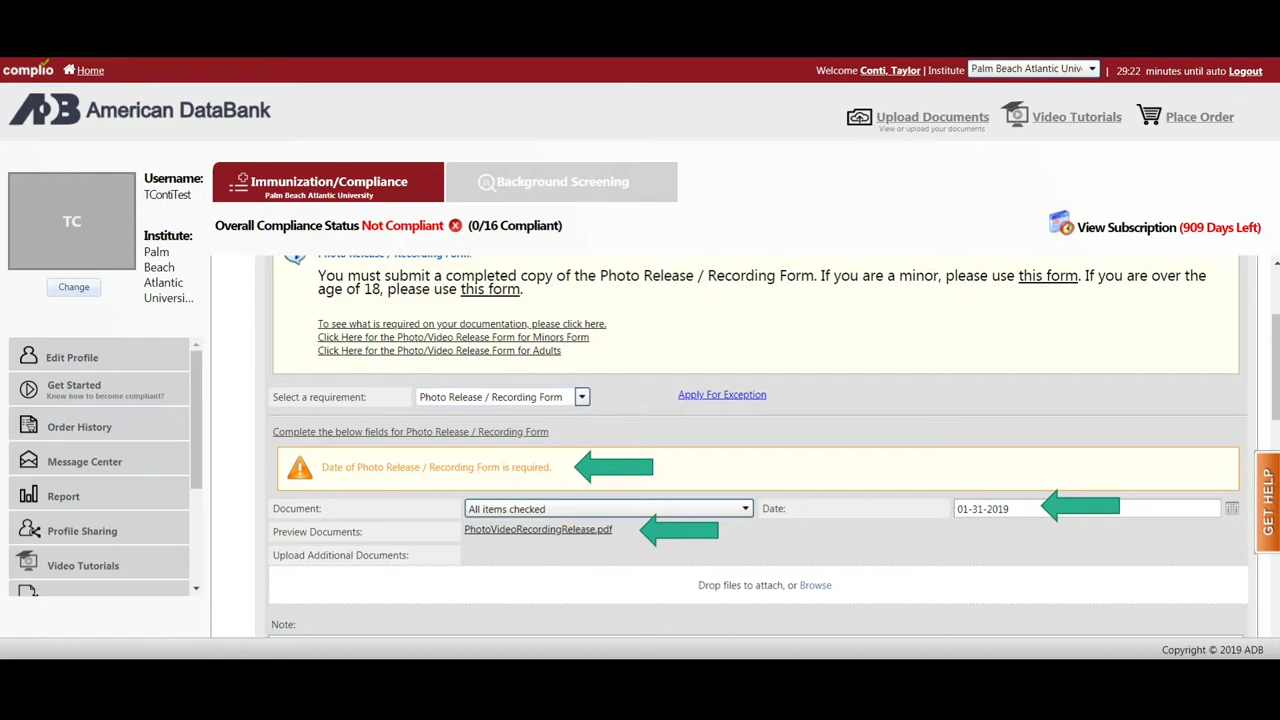 complio Home
Welcome Conti, Taylor | Institute Palm Beach Atlantic Univ | 29:22 minutes until auto Logout
ADB American DataBank
Upload Documents
View or upload your documents
Video Tutorials
Place Order
TC
Change
Username:
TContiTest
Institute:
Palm
Beach
Atlantic
Universi...
Immunization/Compliance
Palm Beach Atlantic University
Background Screening
Overall Compliance Status Not Compliant (0/16 Compliant)
View Subscription (909 Days Left)
Edit Profile
Get Started
Know how to become compliant?
Order History
Message Center
Report
Profile Sharing
Video Tutorials
Photo Release / Recording Form:
You must submit a completed copy of the Photo Release / Recording Form. If you are a minor, please use this form. If you are over the
age of 18, please use this form.
To see what is required on your documentation, please click here.
Click Here for the Photo/Video Release Form for Minors Form
Click Here for the Photo/Video Release Form for Adults
Select a requirement: Photo Release / Recording Form Apply For Exception
Complete the below fields for Photo Release / Recording Form
Date of Photo Release / Recording Form is required.
Document: All items checked Date: 01-31-2019
Preview Documents: PhotoVideoRecordingRelease.pdf
Upload Additional Documents:
Drop files to attach, or Browse
Note:
GET HELP
Copyright © 2019 ADB